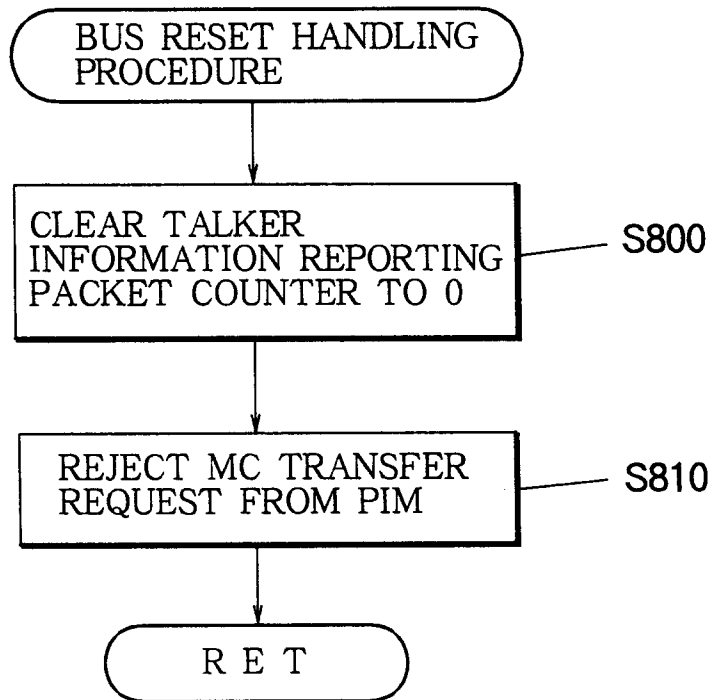 BUS RESET HANDLING
PROCEDURE
CLEAR TALKER
INFORMATION REPORTING
PACKET COUNTER TO 0
S800
REJECT MC TRANSFER
REQUEST FROM PIM
S810
R E T